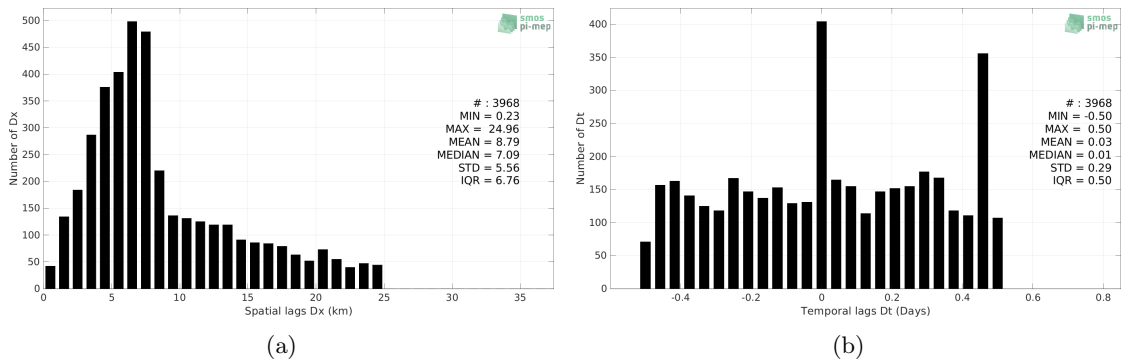 500
450
400
350
300
250
200
150
100
50
0
Number of Dx
smos
pi-mep
# : 3968
MIN = 0.23
MAX = 24.96
MEAN = 8.79
MEDIAN = 7.09
STD = 5.56
IQR = 6.76
0 5 10 15 20 25 30 35
Spatial lags Dx (km)
(a)
400
350
300
250
200
150
100
50
0
Number of Dt
smos
pi-mep
# : 3968
MIN = -0.50
MAX = 0.50
MEAN = 0.03
MEDIAN = 0.01
STD = 0.29
IQR = 0.50
-0.4 -0.2 0 0.2 0.4 0.6 0.8
Temporal lags Dt (Days)
(b)